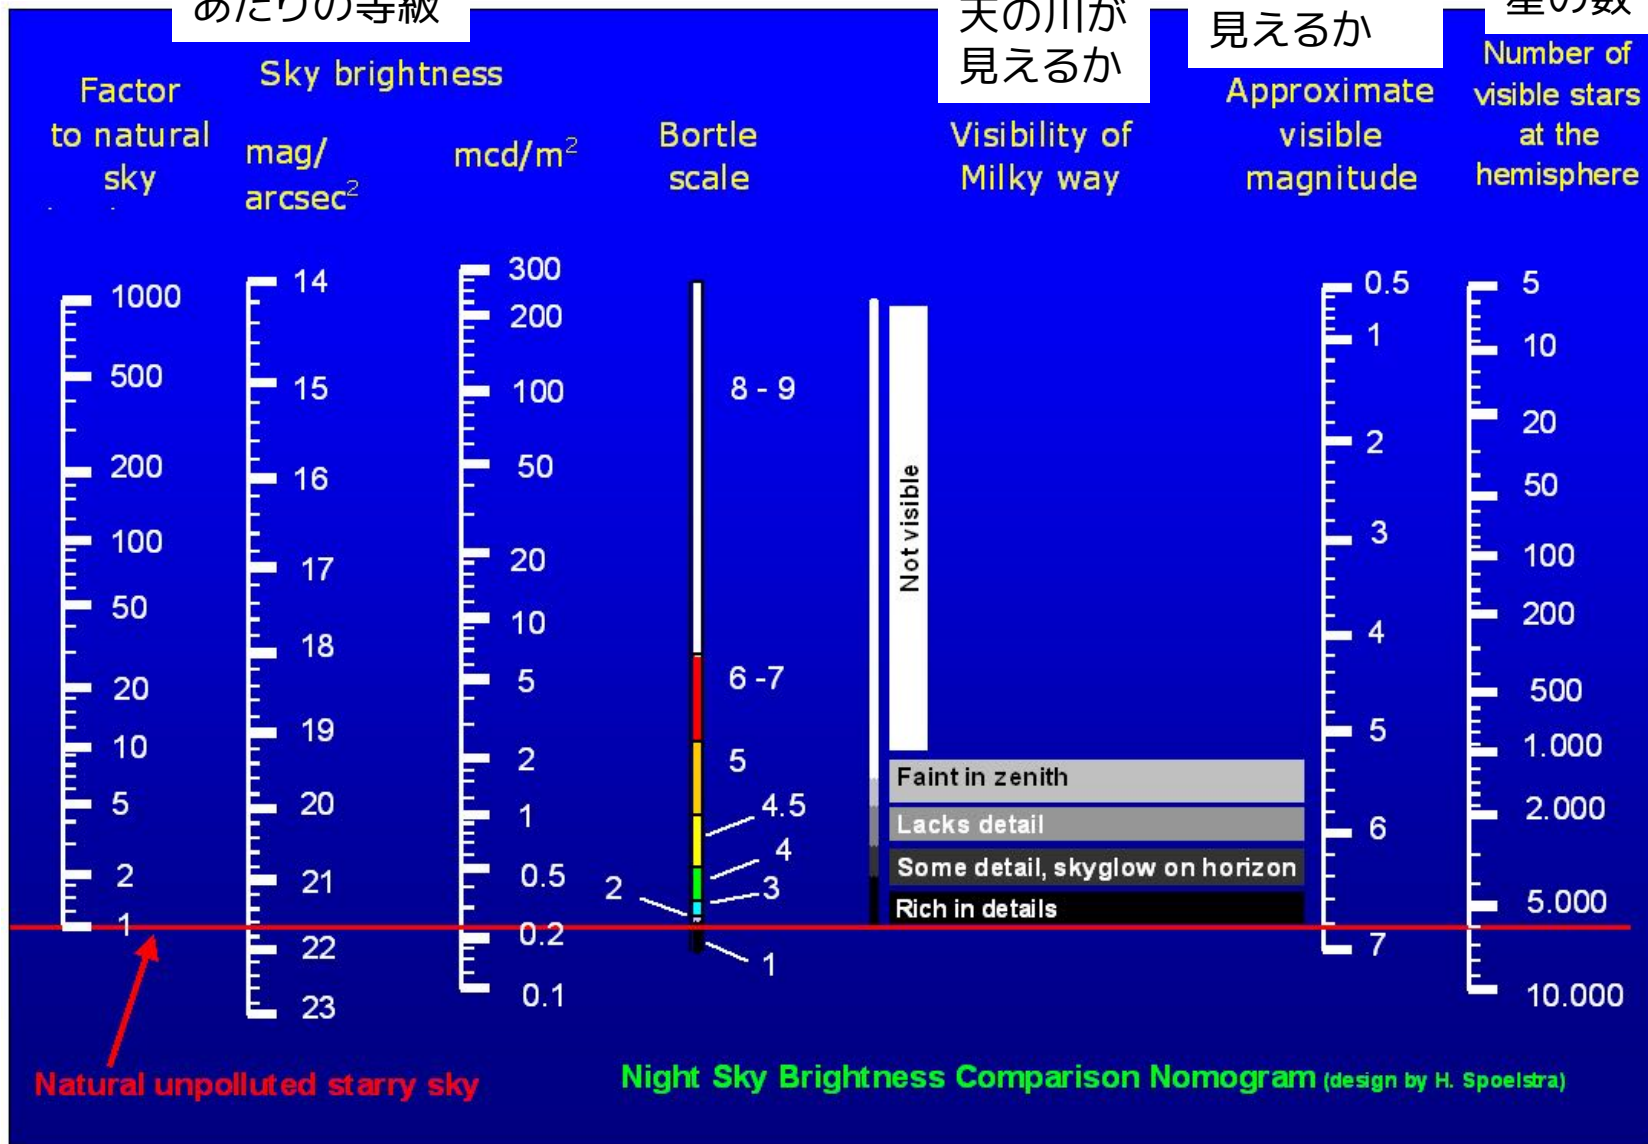 あたりの等級
天の川が
見えるか
見えるか
星の数
Factor
to natural
sky
Sky brightness
mag/
arcsec²
mcd/m²
Bortle
scale
Visibility of
Milky way
Approximate
visible
magnitude
Number of
visible stars
at the
hemisphere
1000
500
200
100
50
20
10
5
2
1
14
15
16
17
18
19
20
21
22
23
300
200
100
50
20
10
5
2
1
0.5
0.2
0.1
8 - 9
6 -7
5
4.5
4
3
2
1
Not visible
Faint in zenith
Lacks detail
Some detail, skyglow on horizon
Rich in details
0.5
1
2
3
4
5
6
7
5
10
20
50
100
200
500
1.000
2.000
5.000
10.000
Natural unpolluted starry sky
Night Sky Brightness Comparison Nomogram (design by H. Spoelstra)